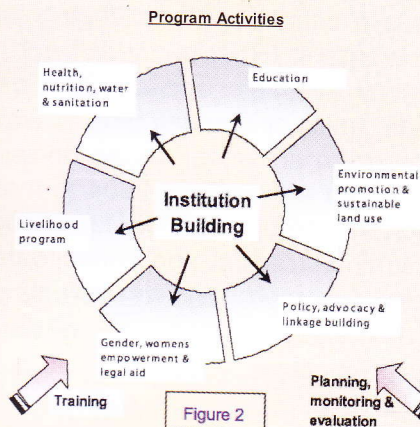 Program Activities
Health,
nutrition, water
& sanitation
Education
Environmental
promotion &
sustainable
land use
Institution
Building
Livelihood
program
Policy, advocacy &
linkage building
Gender, womens
empowerment &
legal aid
Training
Planning,
monitoring &
evaluation
Figure 2